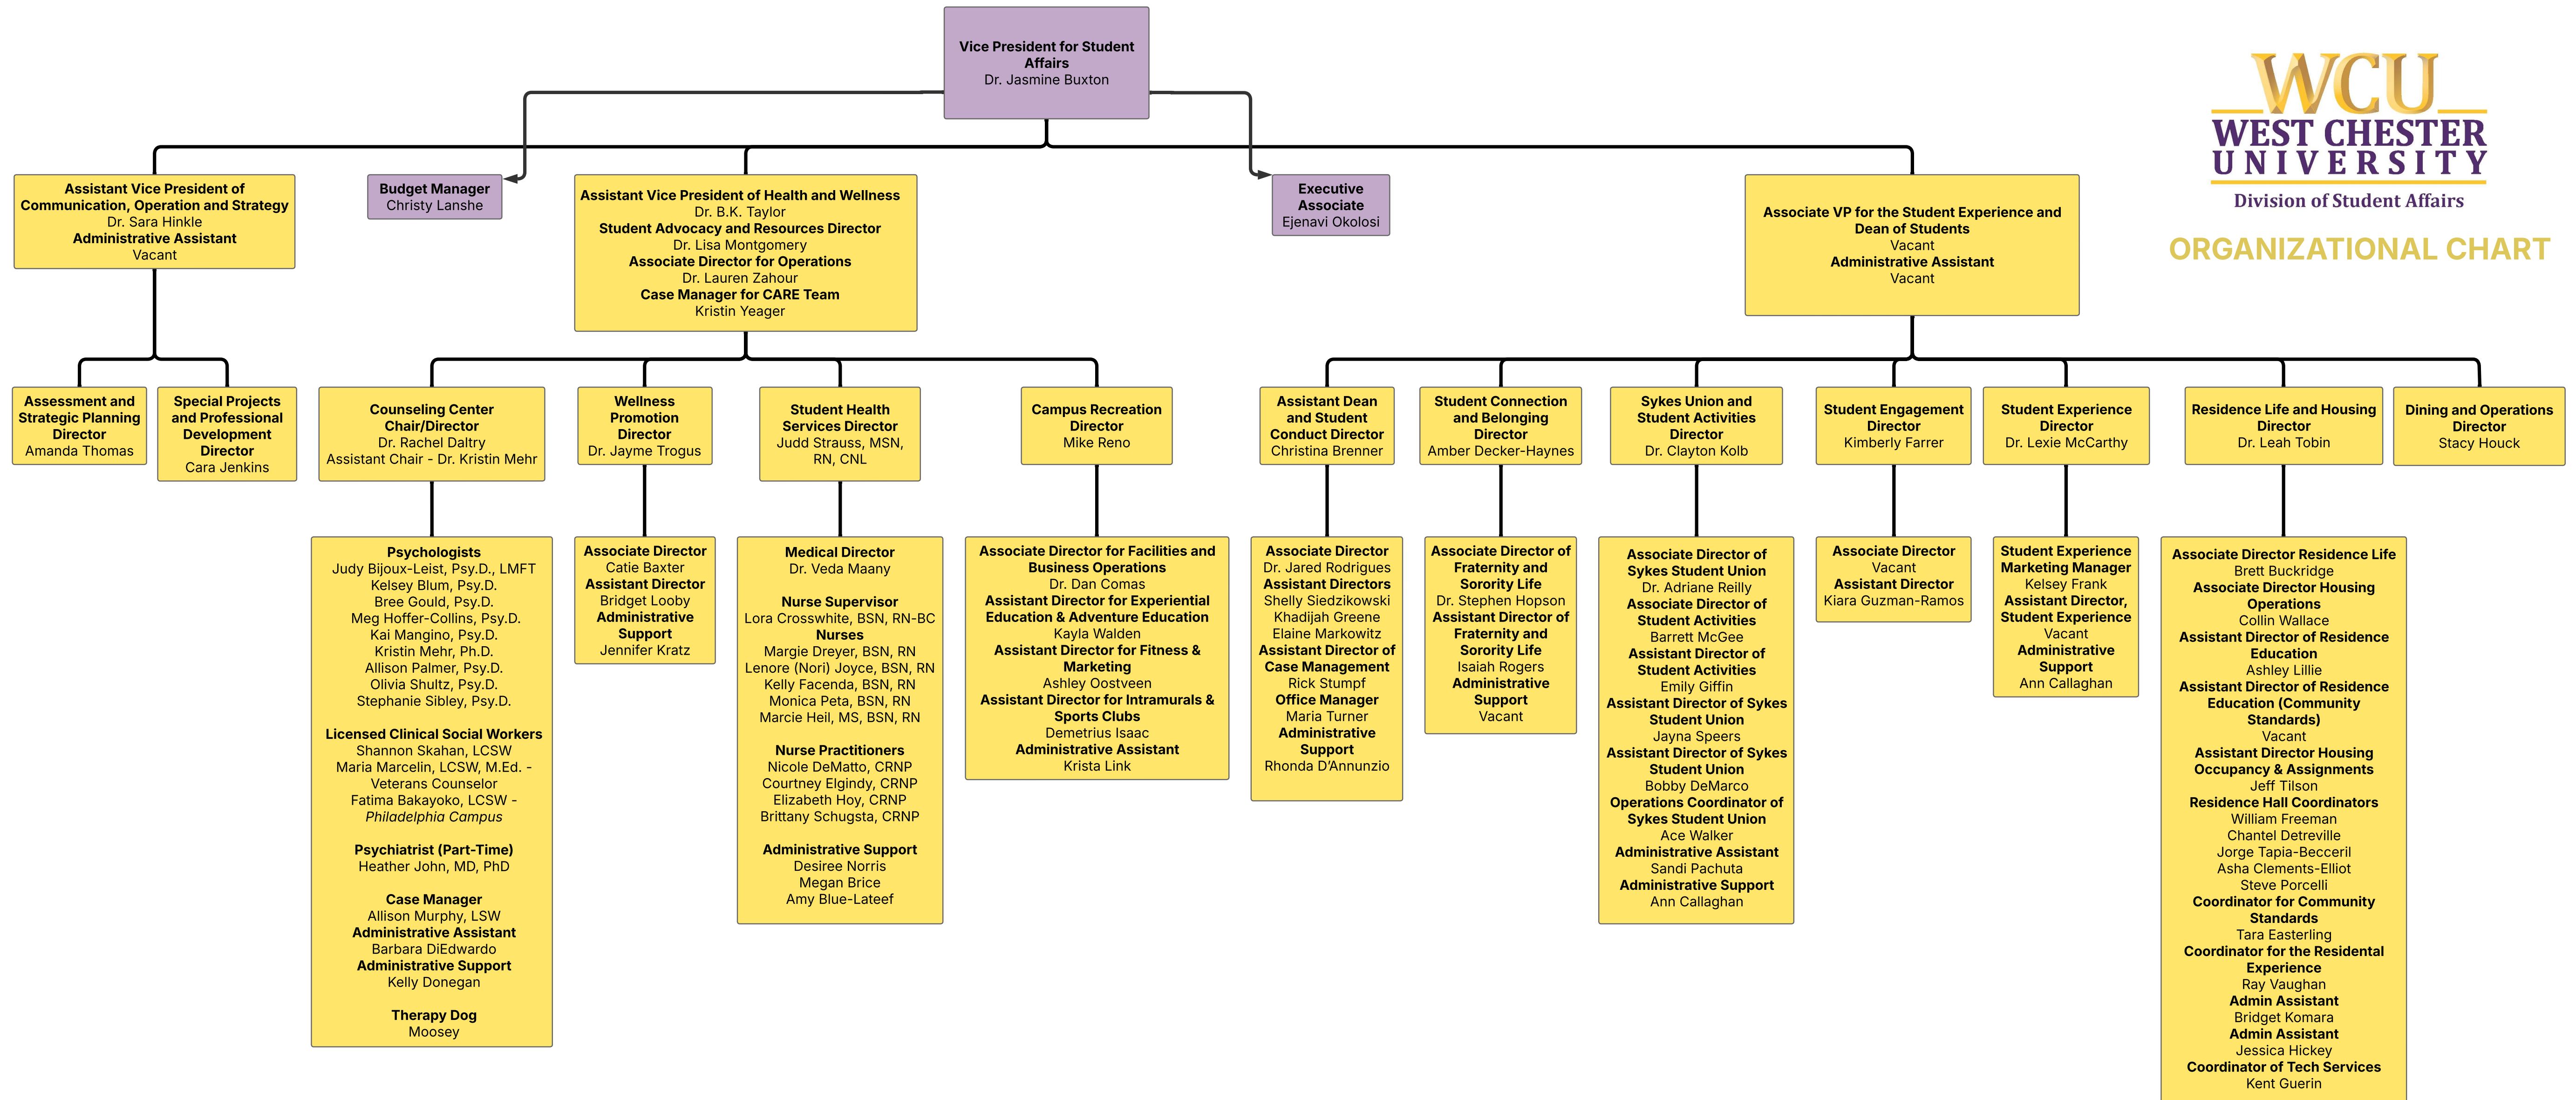 Vice President for Student
Affairs
Dr. Jasmine Buxton
WCU
WEST CHESTER
UNIVERSITY
Division of Student Affairs
ORGANIZATIONAL CHART
Assistant Vice President of
Communication, Operation and Strategy
Dr. Sara Hinkle
Administrative Assistant
Vacant
Budget Manager
Christy Lanshe
Assistant Vice President of Health and Wellness
Dr. B.K. Taylor
Student Advocacy and Resources Director
Dr. Lisa Montgomery
Associate Director for Operations
Dr. Lauren Zahour
Case Manager for CARE Team
Kristin Yeager
Executive
Associate
Ejenavi Okolosi
Associate VP for the Student Experience and
Dean of Students
Vacant
Administrative Assistant
Vacant
Assessment and
Strategic Planning
Director
Amanda Thomas
Special Projects
and Professional
Development
Director
Cara Jenkins
Counseling Center
Chair/Director
Dr. Rachel Daltry
Assistant Chair - Dr. Kristin Mehr
Wellness
Promotion
Director
Dr. Jayme Trogus
Student Health
Services Director
Judd Strauss, MSN,
RN, CNL
Campus Recreation
Director
Mike Reno
Assistant Dean
and Student
Conduct Director
Christina Brenner
Student Connection
and Belonging
Director
Amber Decker-Haynes
Sykes Union and
Student Activities
Director
Dr. Clayton Kolb
Student Engagement
Director
Kimberly Farrer
Student Experience
Director
Dr. Lexie McCarthy
Residence Life and Housing
Director
Dr. Leah Tobin
Dining and Operations
Director
Stacy Houck
Psychologists
Judy Bijoux-Leist, Psy.D., LMFT
Kelsey Blum, Psy.D.
Bree Gould, Psy.D.
Meg Hoffer-Collins, Psy.D.
Kai Mangino, Psy.D.
Kristin Mehr, Ph.D.
Allison Palmer, Psy.D.
Olivia Shultz, Psy.D.
Stephanie Sibley, Psy.D.
Licensed Clinical Social Workers
Shannon Skahan, LCSW
Maria Marcelin, LCSW, M.Ed. -
Veterans Counselor
Fatima Bakayoko, LCSW -
Philadelphia Campus
Psychiatrist (Part-Time)
Heather John, MD, PhD
Case Manager
Allison Murphy, LSW
Administrative Assistant
Barbara DiEdwardo
Administrative Support
Kelly Donegan
Therapy Dog
Moosey
Associate Director
Catie Baxter
Assistant Director
Bridget Looby
Administrative
Support
Jennifer Kratz
Medical Director
Dr. Veda Maany
Nurse Supervisor
Lora Crosswhite, BSN, RN-BC
Nurses
Margie Dreyer, BSN, RN
Lenore (Nori) Joyce, BSN, RN
Kelly Facenda, BSN, RN
Monica Peta, BSN, RN
Marcie Heil, MS, BSN, RN
Nurse Practitioners
Nicole DeMatto, CRNP
Courtney Elgindy, CRNP
Elizabeth Hoy, CRNP
Brittany Schugsta, CRNP
Administrative Support
Desiree Norris
Megan Brice
Amy Blue-Lateef
Associate Director for Facilities and
Business Operations
Dr. Dan Comas
Assistant Director for Experiential
Education & Adventure Education
Kayla Walden
Assistant Director for Fitness &
Marketing
Ashley Oostveen
Assistant Director for Intramurals &
Sports Clubs
Demetrius Isaac
Administrative Assistant
Krista Link
Associate Director
Dr. Jared Rodrigues
Assistant Directors
Shelly Siedzikowski
Khadijah Greene
Elaine Markowitz
Assistant Director of
Case Management
Rick Stumpf
Office Manager
Maria Turner
Administrative
Support
Rhonda D’Annunzio
Associate Director of
Fraternity and
Sorority Life
Dr. Stephen Hopson
Assistant Director of
Fraternity and
Sorority Life
Isaiah Rogers
Administrative
Support
Vacant
Associate Director of
Sykes Student Union
Dr. Adriane Reilly
Associate Director of
Student Activities
Barrett McGee
Assistant Director of
Student Activities
Emily Giffin
Assistant Director of Sykes
Student Union
Jayna Speers
Assistant Director of Sykes
Student Union
Bobby DeMarco
Operations Coordinator of
Sykes Student Union
Ace Walker
Administrative Assistant
Sandi Pachuta
Administrative Support
Ann Callaghan
Associate Director
Vacant
Assistant Director
Kiara Guzman-Ramos
Student Experience
Marketing Manager
Kelsey Frank
Assistant Director,
Student Experience
Vacant
Administrative
Support
Ann Callaghan
Associate Director Residence Life
Brett Buckridge
Associate Director Housing
Operations
Collin Wallace
Assistant Director of Residence
Education
Ashley Lillie
Assistant Director of Residence
Education (Community
Standards)
Vacant
Assistant Director Housing
Occupancy & Assignments
Jeff Tilson
Residence Hall Coordinators
William Freeman
Chantel Detreville
Jorge Tapia-Becceril
Asha Clements-Elliot
Steve Porcelli
Coordinator for Community
Standards
Tara Easterling
Coordinator for the Residental
Experience
Ray Vaughan
Admin Assistant
Bridget Komara
Admin Assistant
Jessica Hickey
Coordinator of Tech Services
Kent Guerin